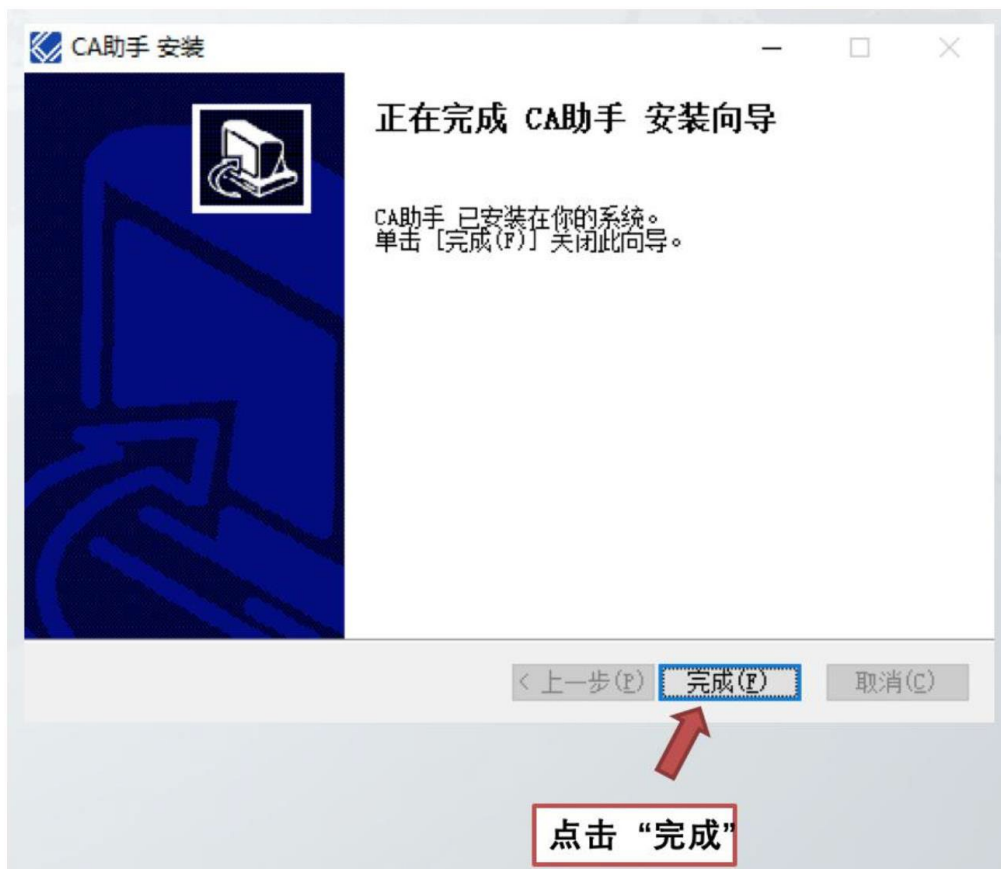 CA助手 安装
正在完成 CA助手 安装向导
CA助手 已安装在你的系统。
单击 [完成(F)] 关闭此向导。
< 上一步(P) 完成(F) 取消(C)
点击 “完成”